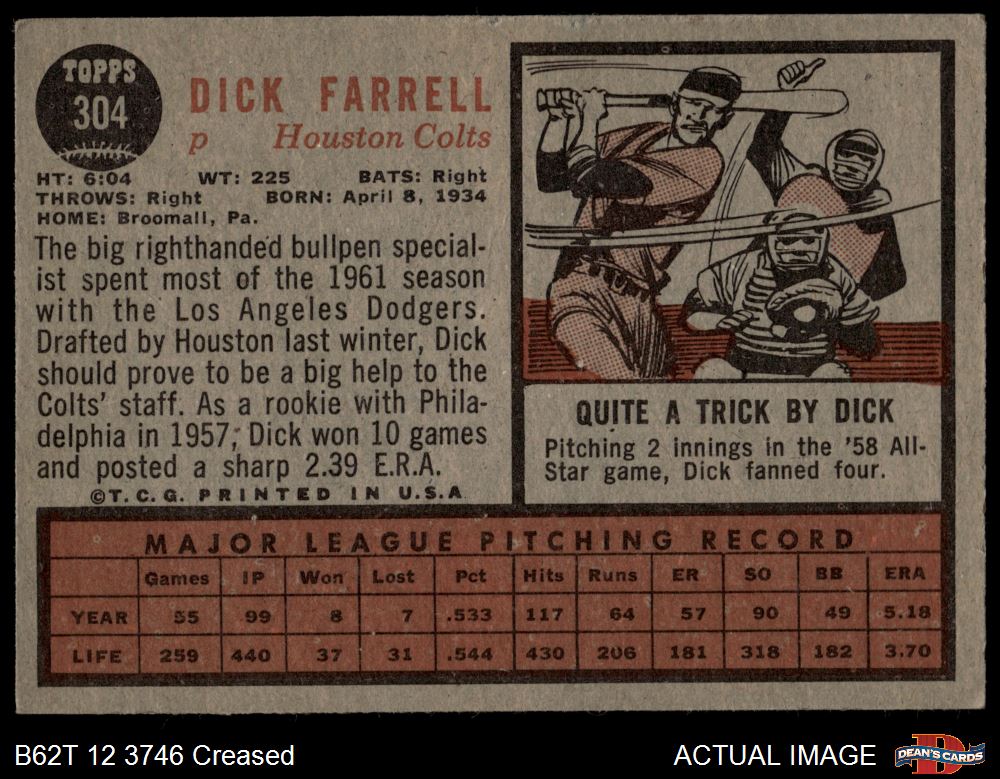 TOPPS
304
DICK FARRELL
p Houston Colts
HT: 6:04 WT: 225 BATS: Right
THROWS: Right BORN: April 8, 1934
HOME: Broomall, Pa.
The big righthanded bullpen special-
ist spent most of the 1961 season
with the Los Angeles Dodgers.
Drafted by Houston last winter, Dick
should prove to be a big help to the
Colts' staff. As a rookie with Phila-
delphia in 1957, Dick won 10 games
and posted a sharp 2.39 E.R.A.
©T.C.G. PRINTED IN U.S.A.
QUITE A TRICK BY DICK
Pitching 2 innings in the '58 All-
Star game, Dick fanned four.
MAJOR LEAGUE PITCHING RECORD
Games IP Won Lost Pct Hits Runs ER SO BB ERA
YEAR 55 99 8 7 .533 117 64 57 90 49 5.18
LIFE 259 440 37 31 .544 430 206 181 318 182 3.70
B62T 12 3746 Creased
ACTUAL IMAGE
DEAN'S CARDS